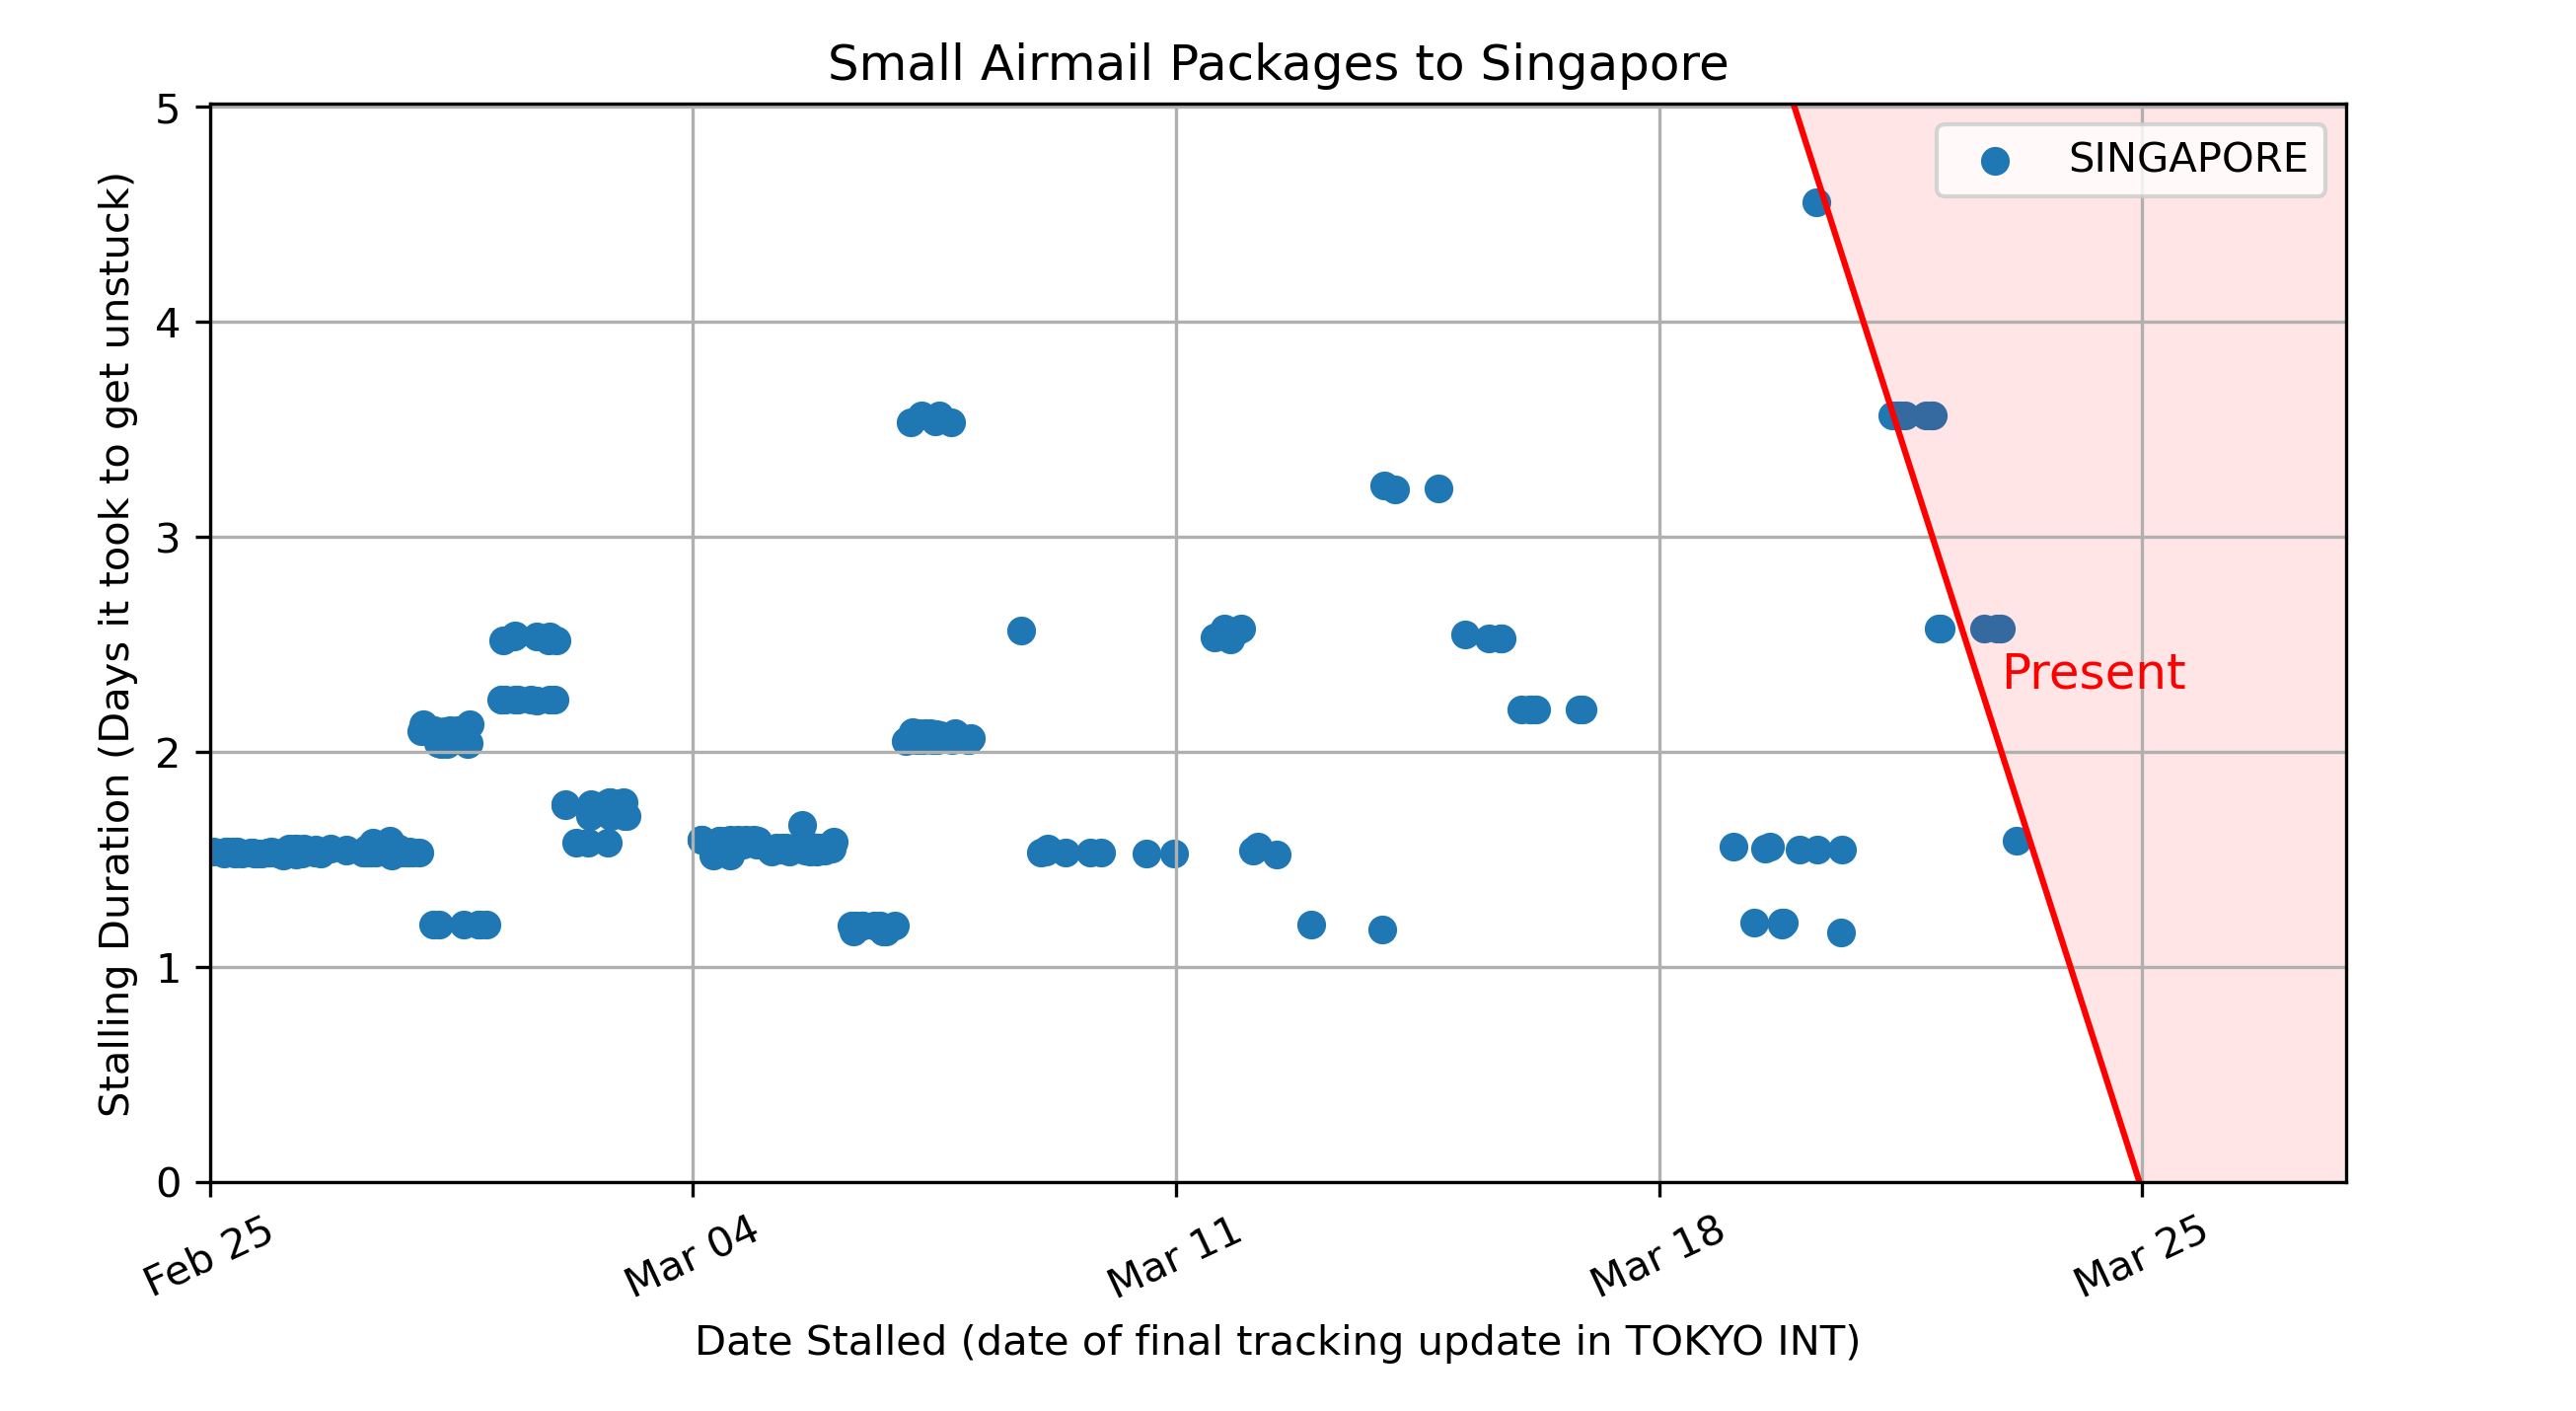 Small Airmail Packages to Singapore
SINGAPORE
Stalling Duration (Days it took to get unstuck)
5
4
3
2
1
0
Present
Feb 25
Mar 04
Mar 11
Mar 18
Mar 25
Date Stalled (date of final tracking update in TOKYO INT)